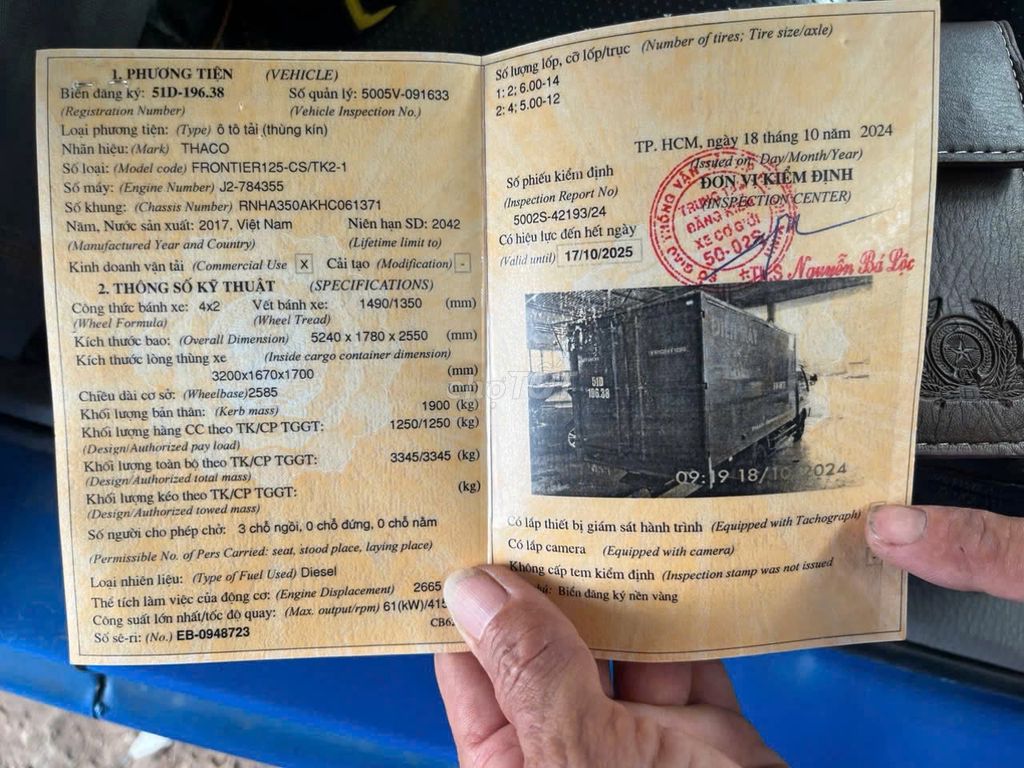 1. PHƯƠNG TIỆN (VEHICLE)
Biển đăng ký: 51D-196.38 Số quản lý: 5005V-091633
(Registration Number) (Vehicle Inspection No.)
Loại phương tiện: (Type) ô tô tải (thùng kín)
Nhãn hiệu: (Mark) THACO
Số loại: (Model code) FRONTIER125-CS/TK2-1
Số máy: (Engine Number) J2-784355
Số khung: (Chassis Number) RNHA350AKHC061371
Năm, Nước sản xuất: 2017, Việt Nam Niên hạn SD: 2042
(Manufactured Year and Country) (Lifetime limit to)
Kinh doanh vận tải (Commercial Use X Cải tạo (Modification) -
2. THÔNG SỐ KỸ THUẬT (SPECIFICATIONS)
Công thức bánh xe: 4x2 Vết bánh xe: 1490/1350 (mm)
(Wheel Formula) (Wheel Tread)
Kích thước bao: (Overall Dimension) 5240 x 1780 x 2550 (mm)
Kích thước lòng thùng xe (Inside cargo container dimension)
3200x1670x1700 (mm)
Chiều dài cơ sở: (Wheelbase) 2585 (mm)
Khối lượng bản thân: (Kerb mass) 1900 (kg)
Khối lượng hàng CC theo TK/CP TGGT: 1250/1250 (kg)
(Design/Authorized pay load)
Khối lượng toàn bộ theo TK/CP TGGT: 3345/3345 (kg)
(Design/Authorized total mass)
Khối lượng kéo theo TK/CP TGGT: (kg)
(Design/Authorized towed mass)
Số người cho phép chở: 3 chỗ ngồi, 0 chỗ đứng, 0 chỗ nằm
(Permissible No. of Pers Carried: seat, stood place, laying place)
Loại nhiên liệu: (Type of Fuel Used) Diesel
Thể tích làm việc của động cơ: (Engine Displacement) 2665
Công suất lớn nhất/tốc độ quay: (Max. output/rpm) 61(kW)/415
Số sê-ri: (No.) EB-0948723
Số lượng lốp, cỡ lốp/trục (Number of tires; Tire size/axle)
1: 2; 6.00-14
2: 4; 5.00-12
TP. HCM, ngày 18 tháng 10 năm 2024
(Issued on: Day/Month/Year)
Số phiếu kiểm định ĐƠN VỊ KIỂM ĐỊNH
(Inspection Report No) (INSPECTION CENTER)
5002S-42193/24
Có hiệu lực đến hết ngày
(Valid until) 17/10/2025
TRUNG TÂM
ĐĂNG KIỂM
XE CƠ GIỚI
50-02S
Nguyễn Bá Lộc
51D
196.38
09:19 18/10/2024
Có lắp thiết bị giám sát hành trình (Equipped with Tachograph)
Có lắp camera (Equipped with camera)
Không cấp tem kiểm định (Inspection stamp was not issued
Biển đăng ký nền vàng